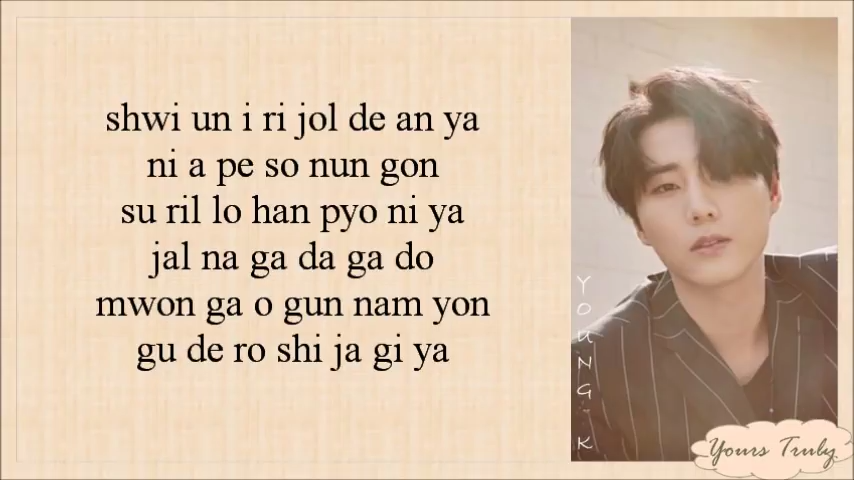 shwi un i ri jol de an ya
ni a pe so nun gon
su ril lo han pyo ni ya
jal na ga da ga do
mwon ga o gun nam yon
gu de ro shi ja gi ya
YOUNG K
Yours Truly